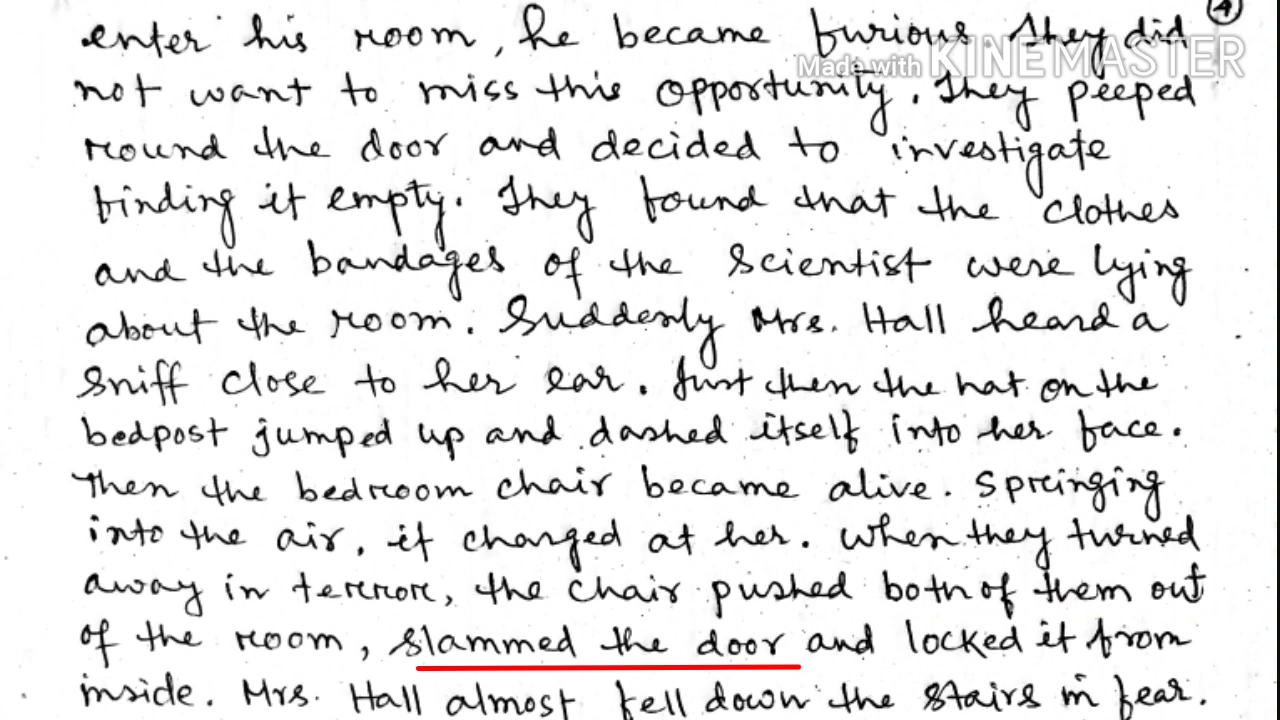 4
enter his room, he became furious. They did
Made with KINEMASTER
not want to miss this opportunity. They peeped
round the door and decided to investigate
finding it empty. They found that the clothes
and the bandages of the scientist were lying
about the room. Suddenly Mrs. Hall heard a
sniff close to her ear. Just then the hat on the
bedpost jumped up and dashed itself into her face.
Then the bedroom chair became alive. Springing
into the air, it charged at her. When they turned
away in terror, the chair pushed both of them out
of the room, slammed the door and locked it from
inside. Mrs. Hall almost fell down the stairs in fear.